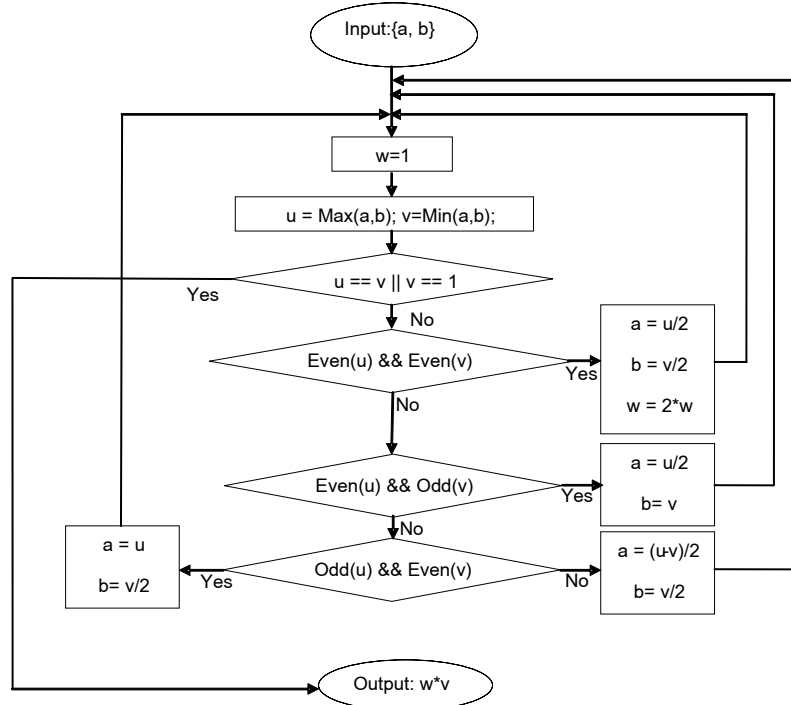 Input:{a, b}
w=1
u = Max(a,b); v=Min(a,b);
u == v || v == 1
Yes
No
Even(u) && Even(v)
Yes
a = u/2
b = v/2
w = 2*w
No
Even(u) && Odd(v)
Yes
a = u/2
b= v
No
a = u
b= v/2
Yes
Odd(u) && Even(v)
No
a = (u-v)/2
b= v/2
Output: w*v